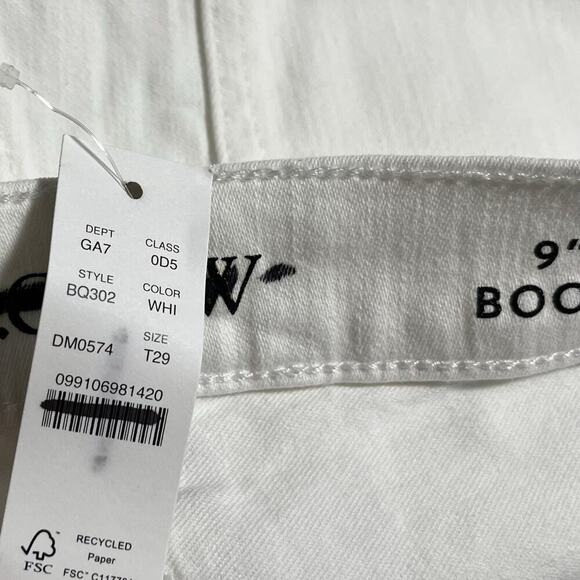 DEPT CLASS
GA7 0D5
STYLE COLOR
BQ302 WHI
SIZE
DM0574 T29
099106981420
RECYCLED
Paper
FSC
W
9"
BOO